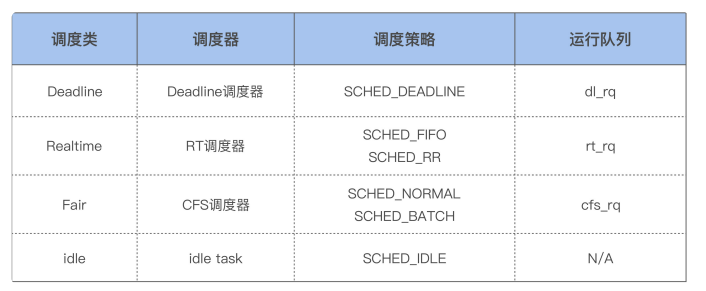 调度类 调度器 调度策略 运行队列
Deadline Deadline调度器 SCHED_DEADLINE dl_rq
Realtime RT调度器 SCHED_FIFO rt_rq
SCHED_RR
Fair CFS调度器 SCHED_NORMAL cfs_rq
SCHED_BATCH
idle idle task SCHED_IDLE N/A